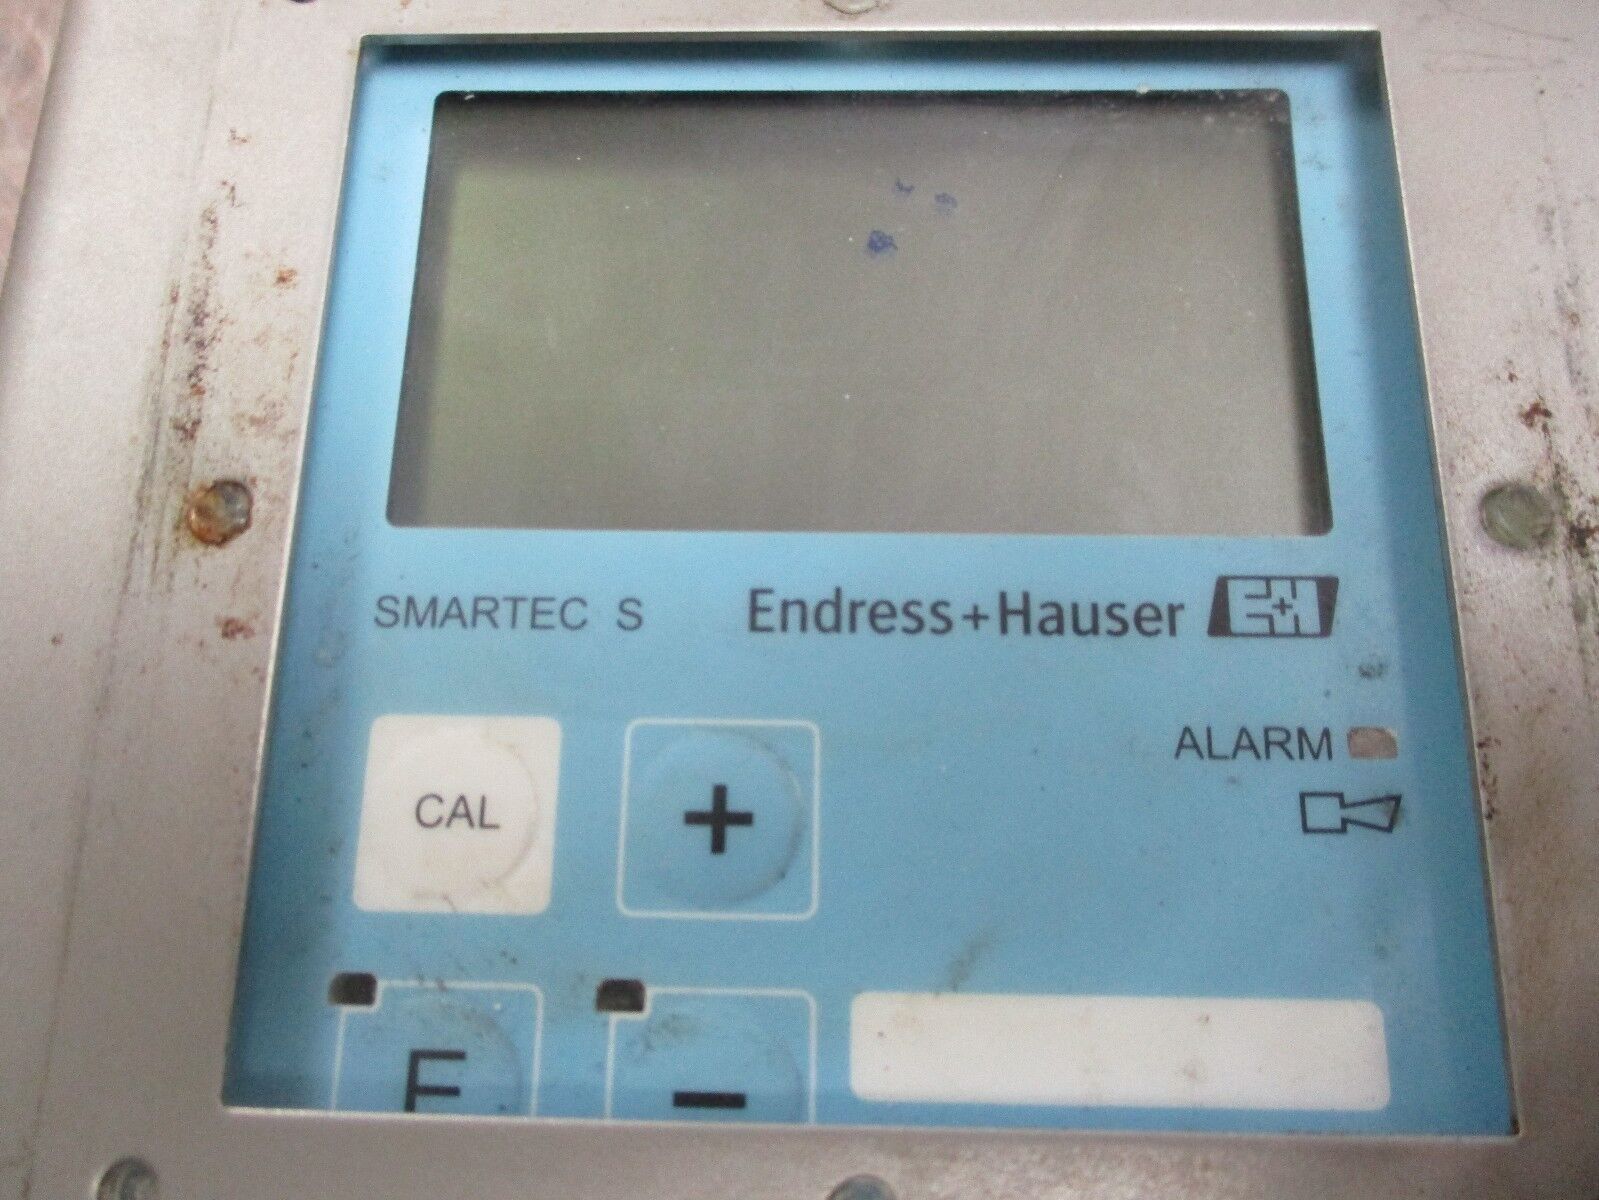 SMARTEC S Endress+Hauser E+H
CAL + ALARM
E −